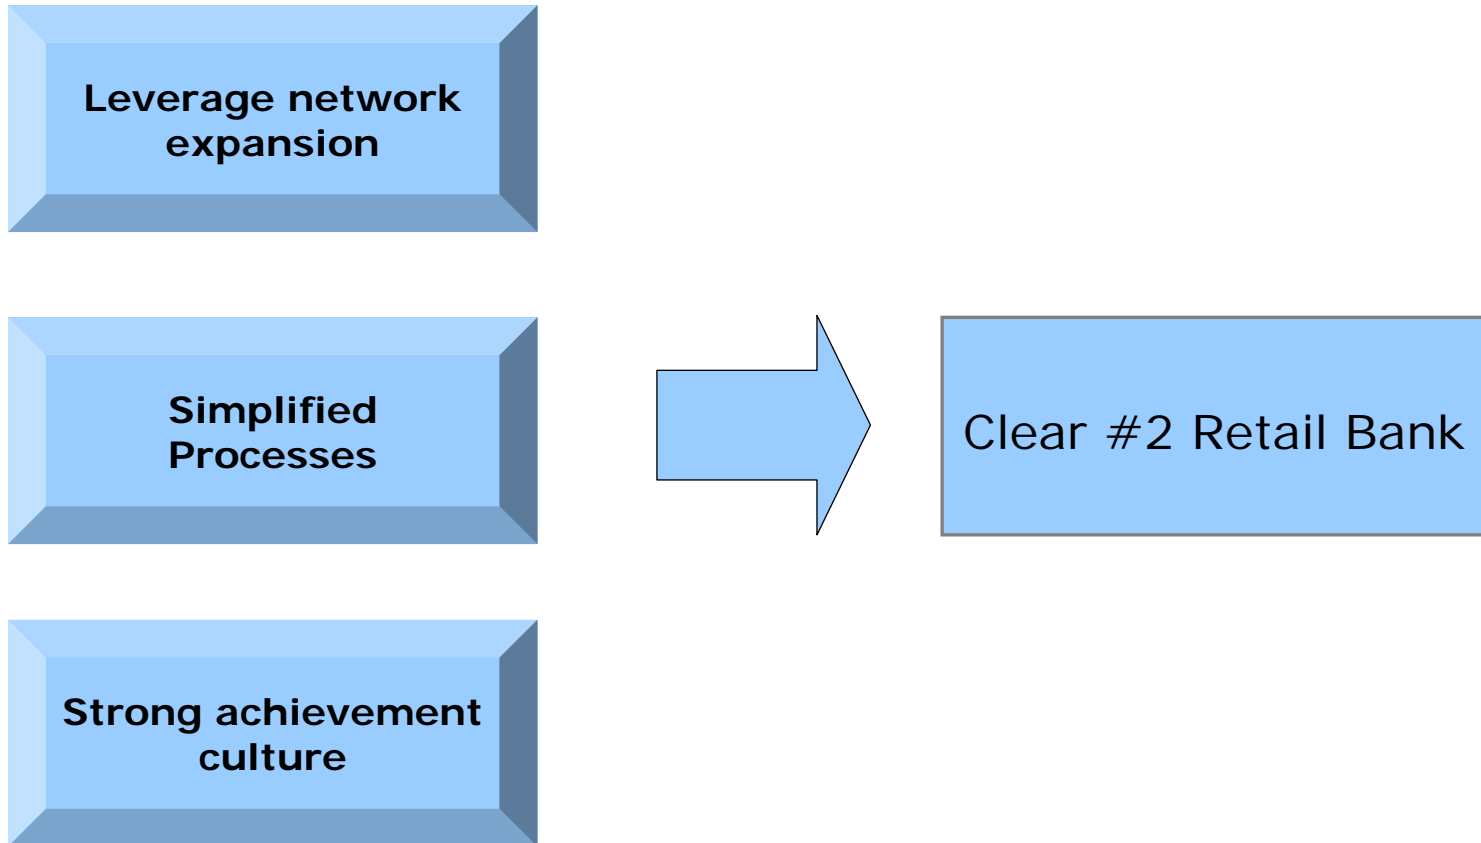 Leverage network
expansion
Simplified
Processes
Clear #2 Retail Bank
Strong achievement
culture